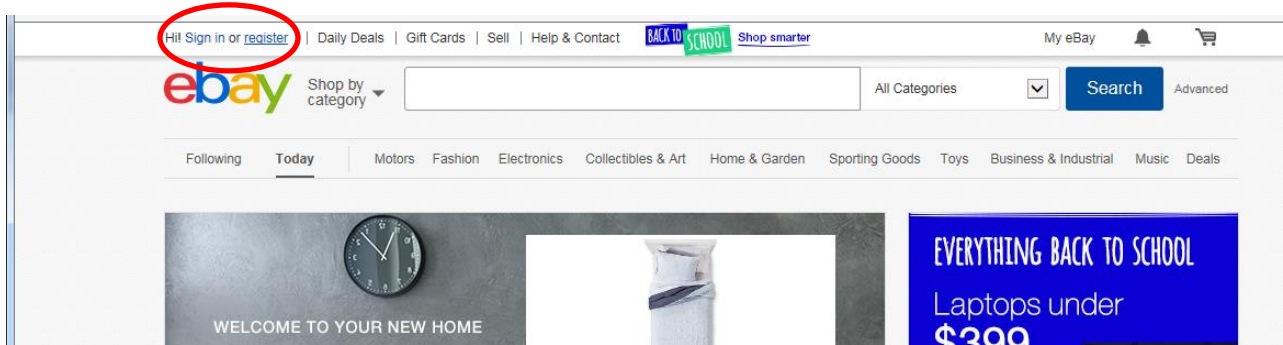 Hi! Sign in or register | Daily Deals | Gift Cards | Sell | Help & Contact BACK TO SCHOOL Shop smarter My eBay
ebay Shop by category All Categories Search Advanced
Following Today Motors Fashion Electronics Collectibles & Art Home & Garden Sporting Goods Toys Business & Industrial Music Deals
WELCOME TO YOUR NEW HOME
EVERYTHING BACK TO SCHOOL
Laptops under
$399